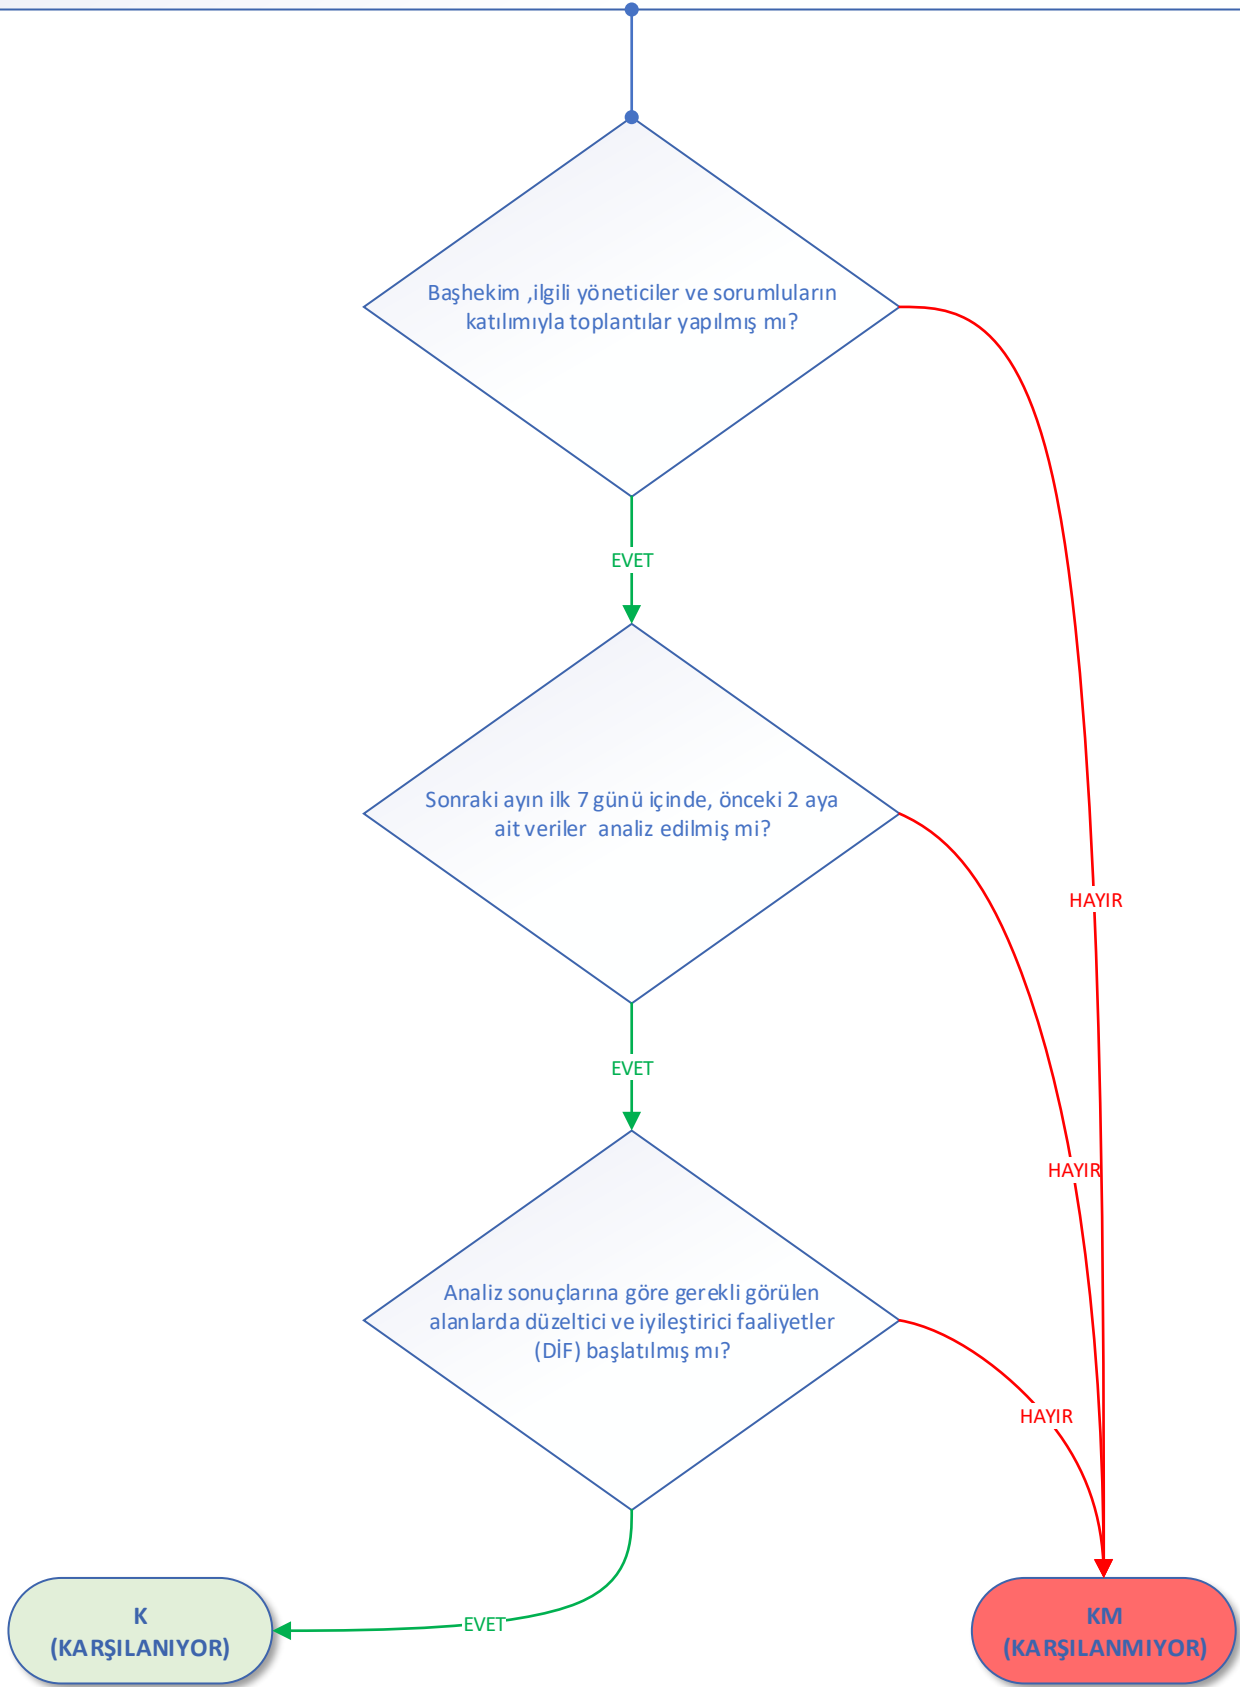 Başhekim ,ilgili yöneticiler ve sorumluların
katılımıyla toplantılar yapılmış mı?
EVET
Sonraki ayın ilk 7 günü içinde, önceki 2 aya
ait veriler analiz edilmiş mi?
HAYIR
EVET
HAYIR
Analiz sonuçlarına göre gerekli görülen
alanlarda düzeltici ve iyileştirici faaliyetler
(DİF) başlatılmış mı?
HAYIR
EVET
K
(KARŞILANIYOR)
KM
(KARŞILANMIYOR)